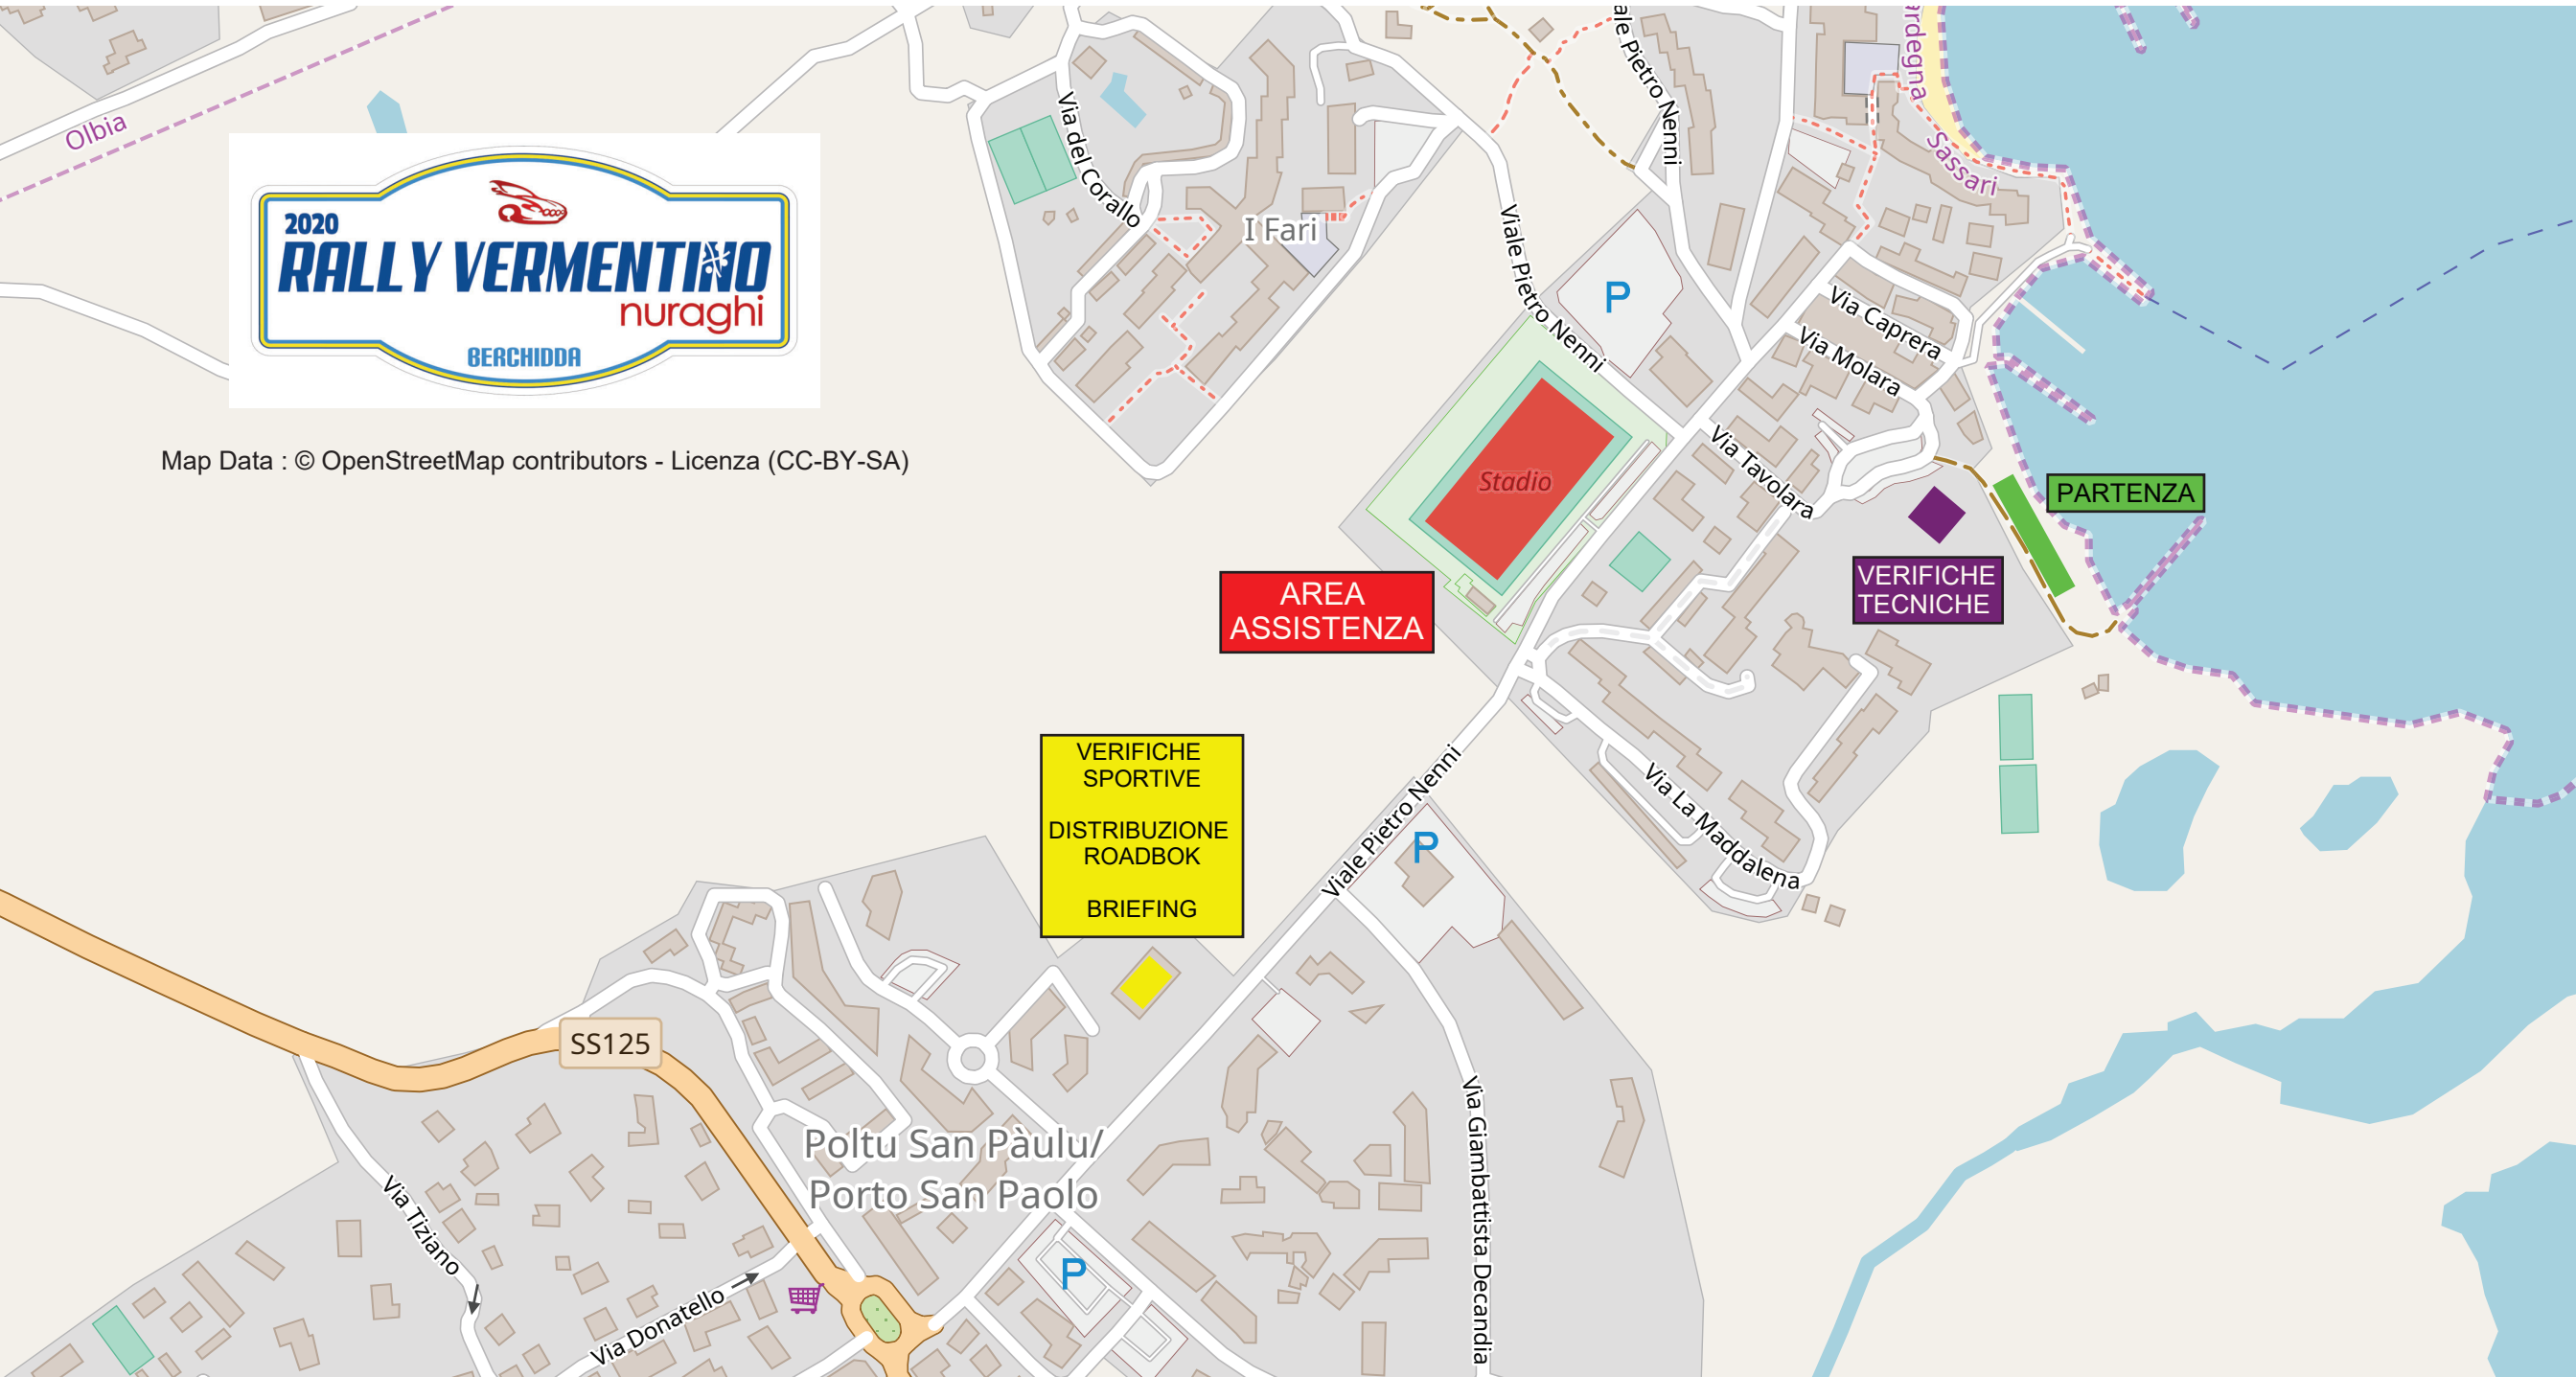 ale Pietro Nenni
ardegna
Olbia
Via del Corallo
Sassari
2020
RALLY VERMENTINO
nuraghi
BERCHIDDA
I Fari
Viale Pietro Nenni
P
Via Caprera
Via Molara
Map Data : © OpenStreetMap contributors - Licenza (CC-BY-SA)
Via Tavolara
Stadio
PARTENZA
VERIFICHE
TECNICHE
AREA
ASSISTENZA
VERIFICHE
SPORTIVE
DISTRIBUZIONE
ROADBOK
BRIEFING
Viale Pietro Nenni
P
Via La Maddalena
SS125
Poltu San Pàulu/
Porto San Paolo
Via Giambattista Decandia
Via Tiziano
P
Via Donatello